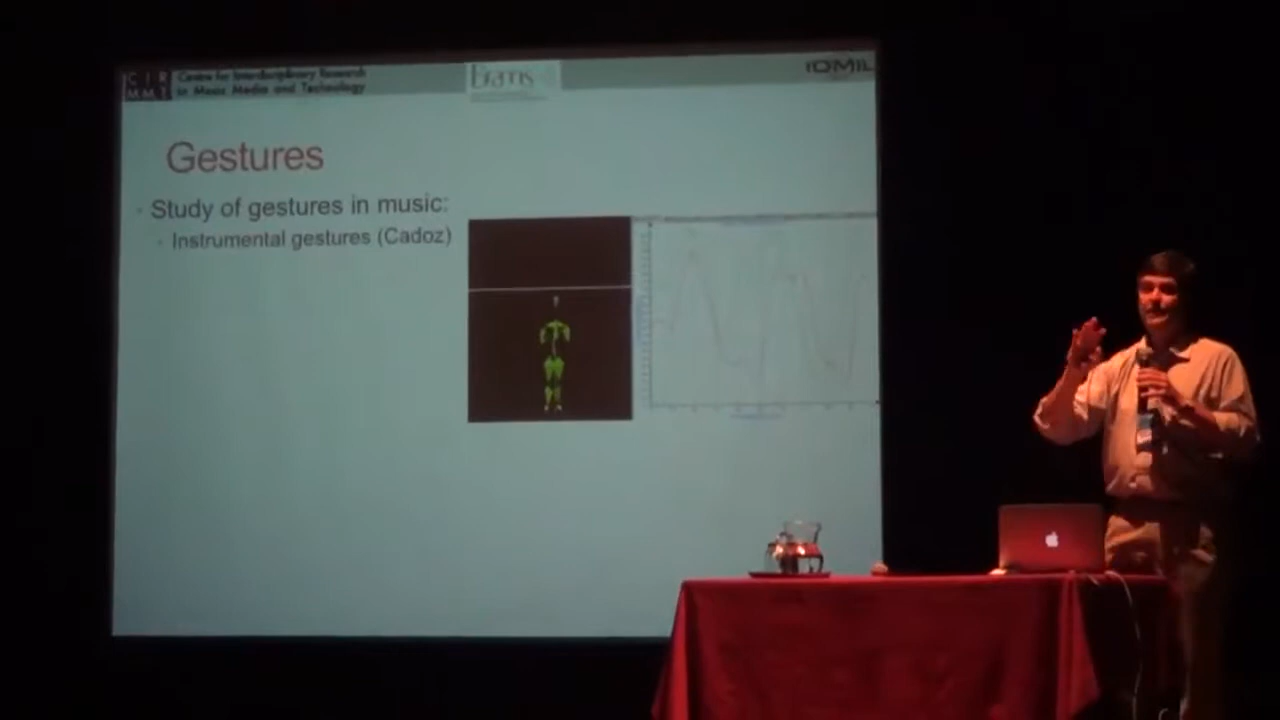 CIR
MMT
Centre for Interdisciplinary Research
in Music Media and Technology
IDMIL
Gestures
Study of gestures in music:
Instrumental gestures (Cadoz)